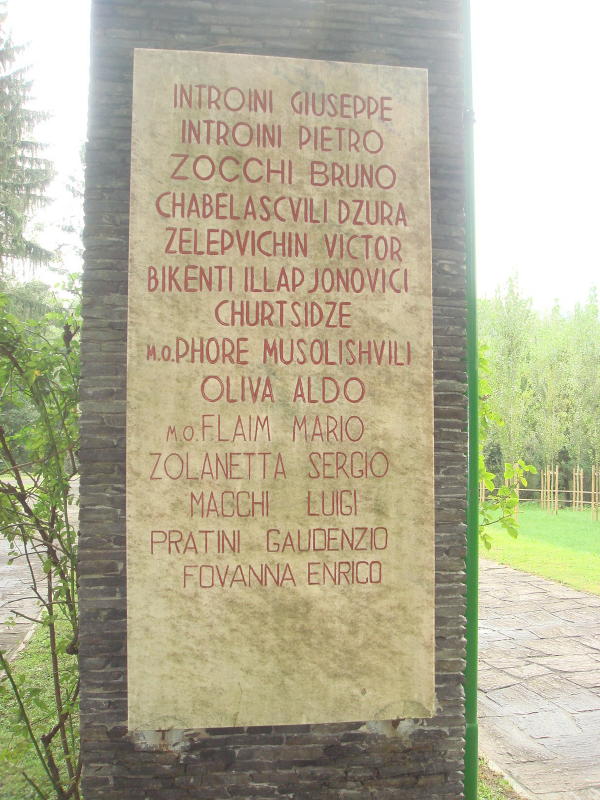 INTROINI GIUSEPPE
INTROINI PIETRO
ZOCCHI BRUNO
CHABELASCVILI DZURA
ZELEPVICHIN VICTOR
BIKENTI ILLAPJONOVICI
CHURTSIDZE
M.O. PHORE MUSOLISHVILI
OLIVA ALDO
M.O. FLAIM MARIO
ZOLANETTA SERGIO
MACCHI LUIGI
PRATINI GAUDENZIO
FOVANNA ENRICO